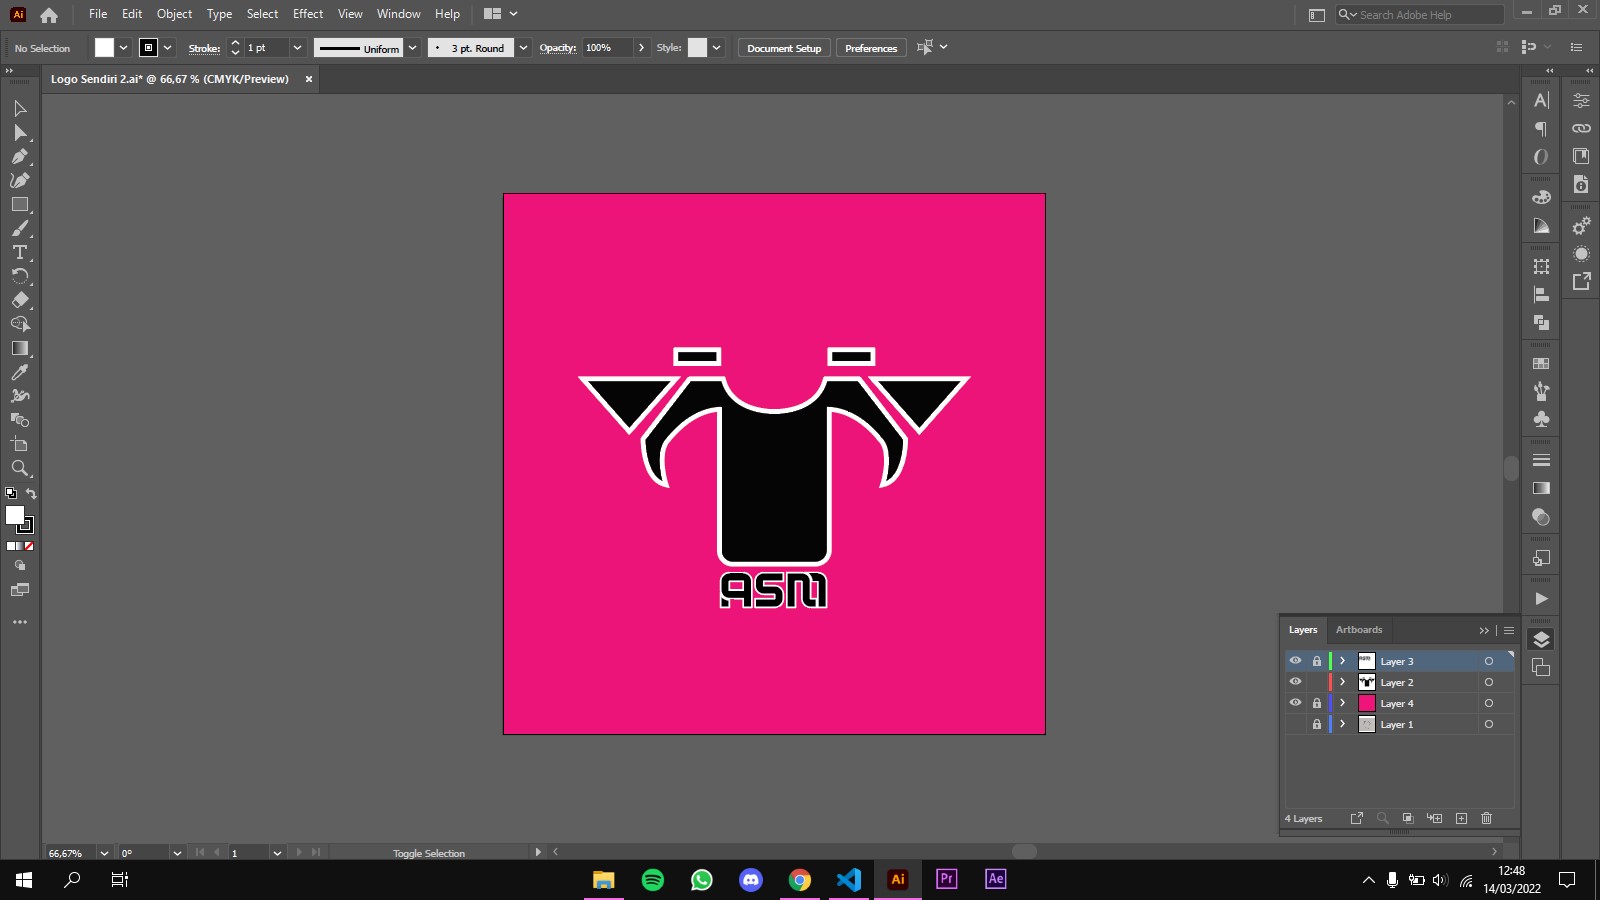 Ai File Edit Object Type Select Effect View Window Help Search Adobe Help
No Selection Stroke: 1 pt Uniform 3 pt. Round Opacity: 100% Style: Document Setup Preferences
Logo Sendiri 2.ai* @ 66,67 % (CMYK/Preview)
ASM
Layers Artboards
Layer 3
Layer 2
Layer 4
Layer 1
4 Layers
66,67% 0° 1 Toggle Selection
Ai Pr Ae
12:48
14/03/2022